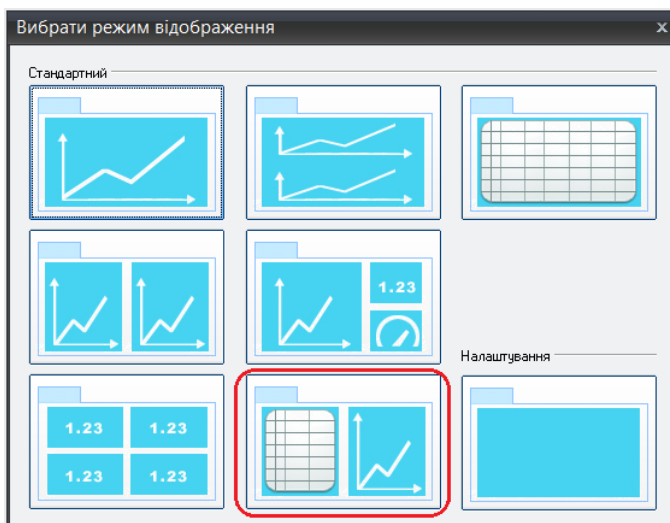 Вибрати режим відображення
x
Стандартний
1.23
Налаштування
1.23 1.23
1.23 1.23